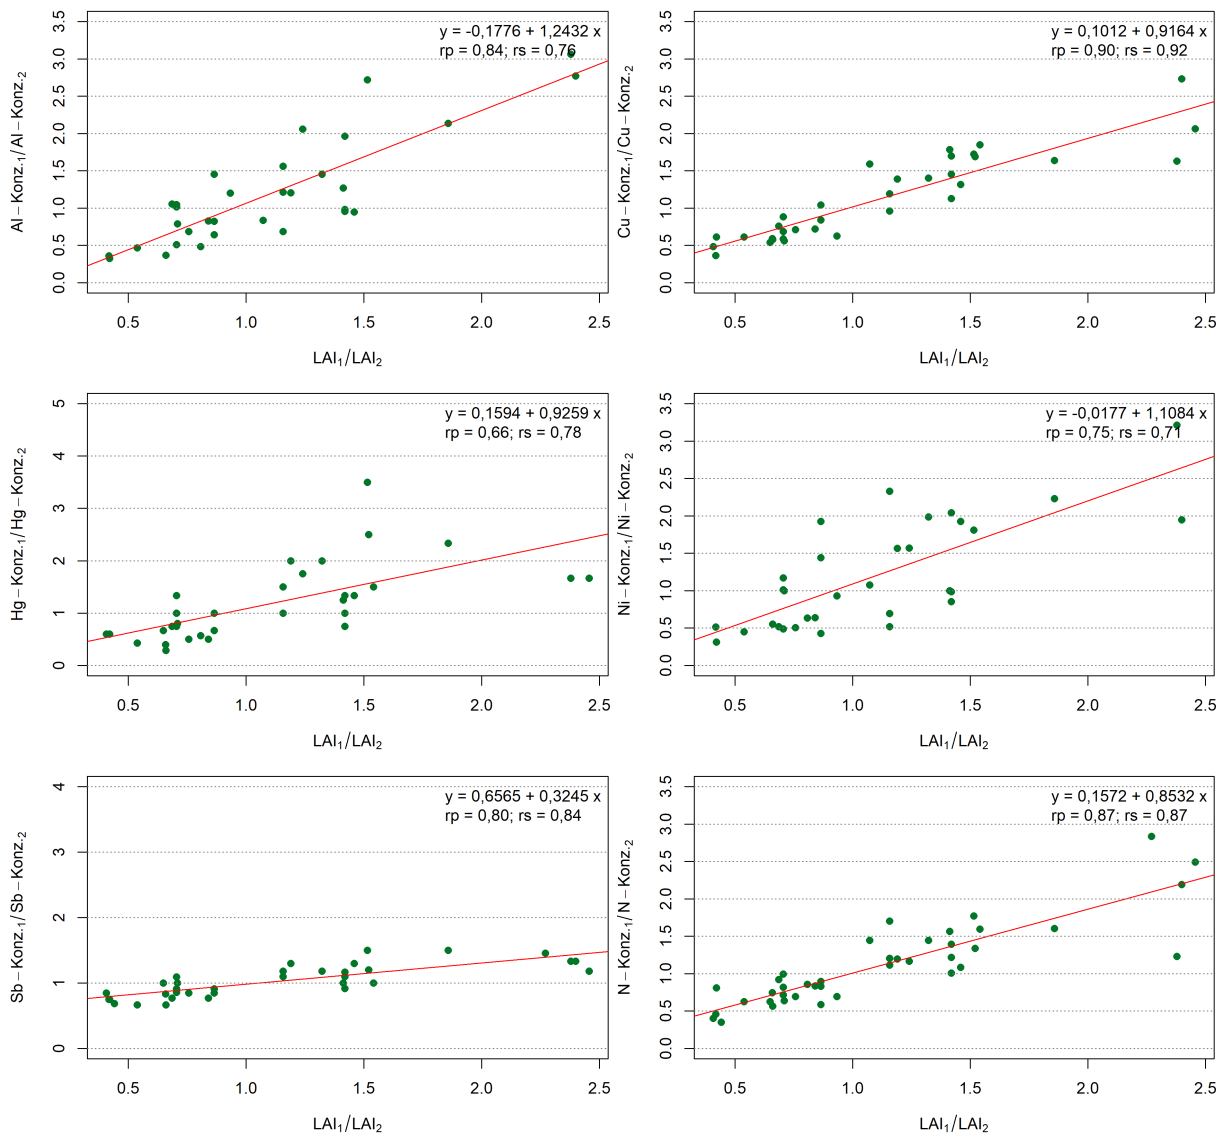 y = -0,1776 + 1,2432 x
rp = 0,84; rs = 0,76
Al – Konz.₁/Al – Konz.₂
0.0 0.5 1.0 1.5 2.0 2.5 3.0 3.5
0.5 1.0 1.5 2.0 2.5
LAI₁/LAI₂
y = 0,1012 + 0,9164 x
rp = 0,90; rs = 0,92
Cu – Konz.₁/Cu – Konz.₂
0.0 0.5 1.0 1.5 2.0 2.5 3.0 3.5
0.5 1.0 1.5 2.0 2.5
LAI₁/LAI₂
y = 0,1594 + 0,9259 x
rp = 0,66; rs = 0,78
Hg – Konz.₁/Hg – Konz.₂
0 1 2 3 4 5
0.5 1.0 1.5 2.0 2.5
LAI₁/LAI₂
y = -0,0177 + 1,1084 x
rp = 0,75; rs = 0,71
Ni – Konz.₁/Ni – Konz.₂
0.0 0.5 1.0 1.5 2.0 2.5 3.0 3.5
0.5 1.0 1.5 2.0 2.5
LAI₁/LAI₂
y = 0,6565 + 0,3245 x
rp = 0,80; rs = 0,84
Sb – Konz.₁/Sb – Konz.₂
0 1 2 3 4
0.5 1.0 1.5 2.0 2.5
LAI₁/LAI₂
y = 0,1572 + 0,8532 x
rp = 0,87; rs = 0,87
N – Konz.₁/N – Konz.₂
0.0 0.5 1.0 1.5 2.0 2.5 3.0 3.5
0.5 1.0 1.5 2.0 2.5
LAI₁/LAI₂